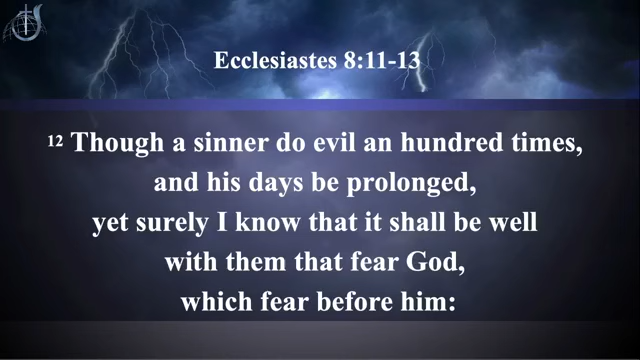 Ecclesiastes 8:11-13
12 Though a sinner do evil an hundred times,
and his days be prolonged,
yet surely I know that it shall be well
with them that fear God,
which fear before him: